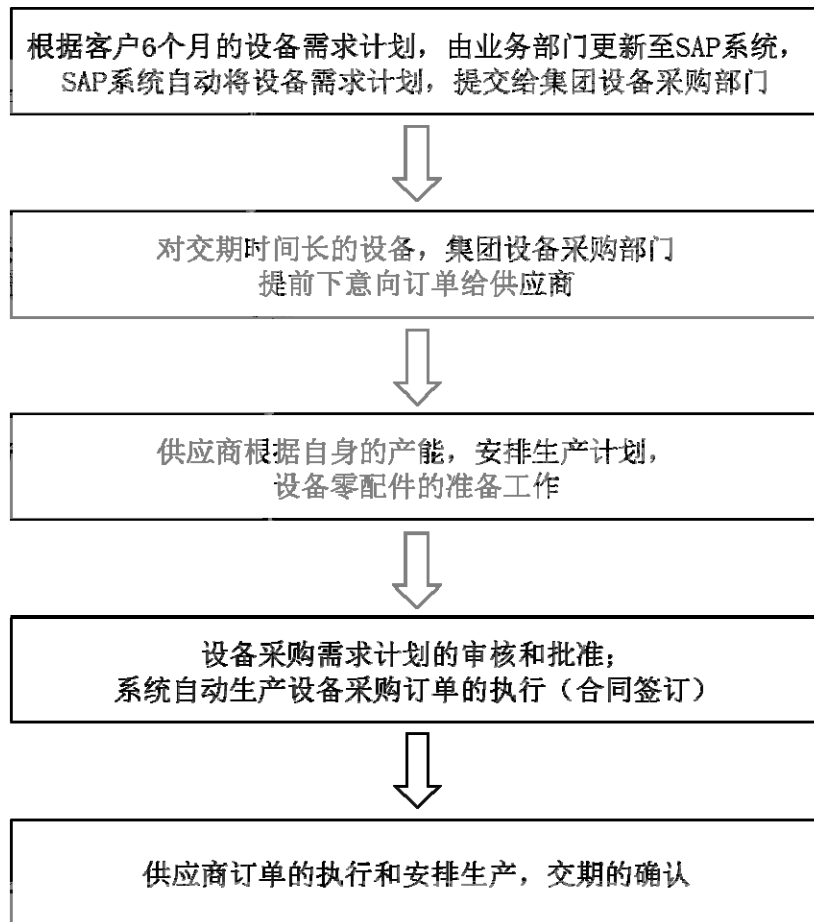 根据客户6个月的设备需求计划，由业务部门更新至SAP系统，
SAP系统自动将设备需求计划，提交给集团设备采购部门
对交期时间长的设备，集团设备采购部门
提前下意向订单给供应商
供应商根据自身的产能，安排生产计划，
设备零配件的准备工作
设备采购需求计划的审核和批准；
系统自动生产设备采购订单的执行（合同签订）
供应商订单的执行和安排生产，交期的确认